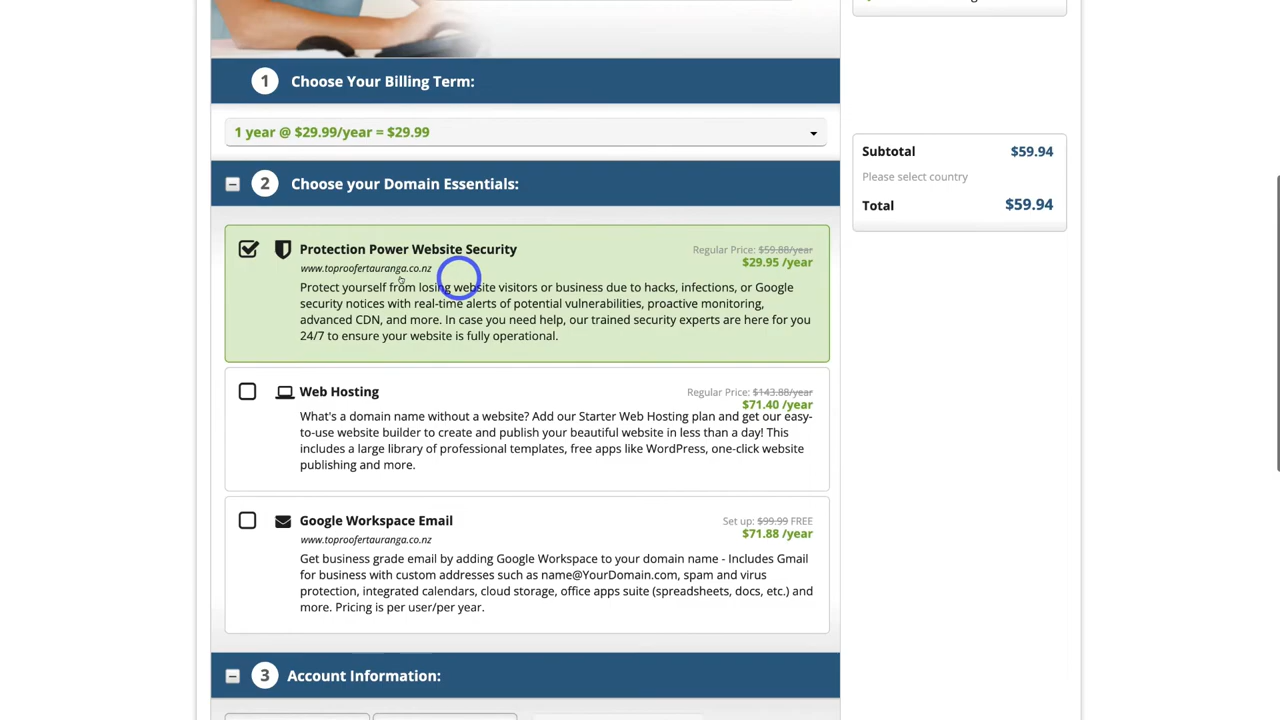 1 Choose Your Billing Term:
1 year @ $29.99/year = $29.99
2 Choose your Domain Essentials:
Protection Power Website Security
Regular Price: $59.88/year
www.toproofertauranga.co.nz
$29.95 /year
Protect yourself from losing website visitors or business due to hacks, infections, or Google
security notices with real-time alerts of potential vulnerabilities, proactive monitoring,
advanced CDN, and more. In case you need help, our trained security experts are here for you
24/7 to ensure your website is fully operational.
Web Hosting
Regular Price: $143.88/year
$71.40 /year
What's a domain name without a website? Add our Starter Web Hosting plan and get our easy-
to-use website builder to create and publish your beautiful website in less than a day! This
includes a large library of professional templates, free apps like WordPress, one-click website
publishing and more.
Google Workspace Email
Set up: $99.99 FREE
www.toproofertauranga.co.nz
$71.88 /year
Get business grade email by adding Google Workspace to your domain name - Includes Gmail
for business with custom addresses such as name@YourDomain.com, spam and virus
protection, integrated calendars, cloud storage, office apps suite (spreadsheets, docs, etc.) and
more. Pricing is per user/per year.
3 Account Information:
Subtotal $59.94
Please select country
Total $59.94